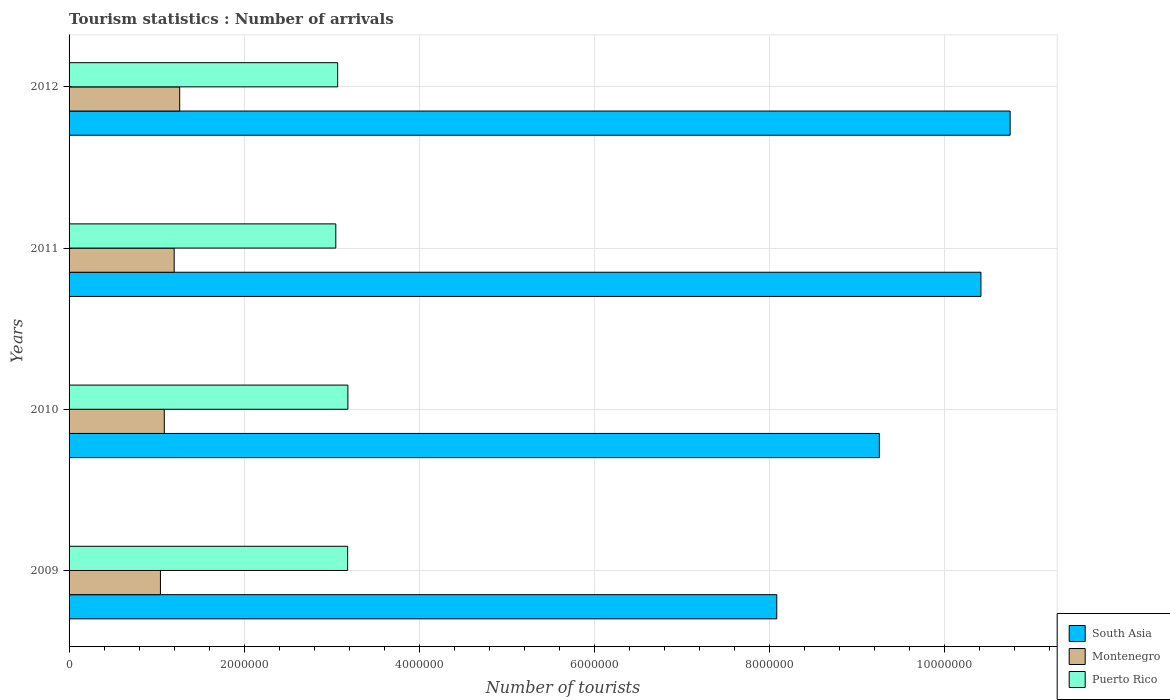 Tourism statistics : Number of arrivals
2012
2011
2010
2009
Years
0
2000000
4000000
6000000
8000000
10000000
Number of tourists
South Asia
Montenegro
Puerto Rico